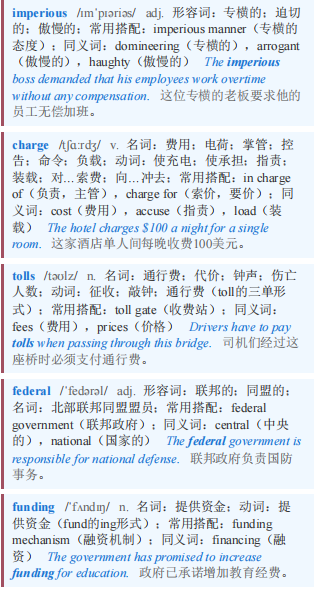 imperious /ɪmˈpɪəriəs/ adj. 形容词：专横的；迫切
的；傲慢的；常用搭配：imperious manner（专横的
态度）；同义词：domineering（专横的），arrogant
（傲慢的），haughty（傲慢的） The imperious
boss demanded that his employees work overtime
without any compensation. 这位专横的老板要求他的
员工无偿加班。
charge /tʃɑːrdʒ/ v. 名词：费用；电荷；掌管；控
告；命令；负载；动词：使充电；使承担；指责；
装载；对…索费；向…冲去；常用搭配：in charge
of（负责，主管），charge for（索价，要价）；同
义词：cost（费用），accuse（指责），load（装
载） The hotel charges $100 a night for a single
room. 这家酒店单人间每晚收费100美元。
tolls /təʊlz/ n. 名词：通行费；代价；钟声；伤亡
人数；动词：征收；敲钟；通行费（toll的三单形
式）；常用搭配：toll gate（收费站）；同义词：
fees（费用），prices（价格） Drivers have to pay
tolls when passing through this bridge. 司机们经过这
座桥时必须支付通行费。
federal /ˈfedərəl/ adj. 形容词：联邦的；同盟的；
名词：北部联邦同盟盟员；常用搭配：federal
government（联邦政府）；同义词：central（中央
的），national（国家的） The federal government is
responsible for national defense. 联邦政府负责国防
事务。
funding /ˈfʌndɪŋ/ n. 名词：提供资金；动词：提
供资金（fund的ing形式）；常用搭配：funding
mechanism（融资机制）；同义词：financing（融
资） The government has promised to increase
funding for education. 政府已承诺增加教育经费。